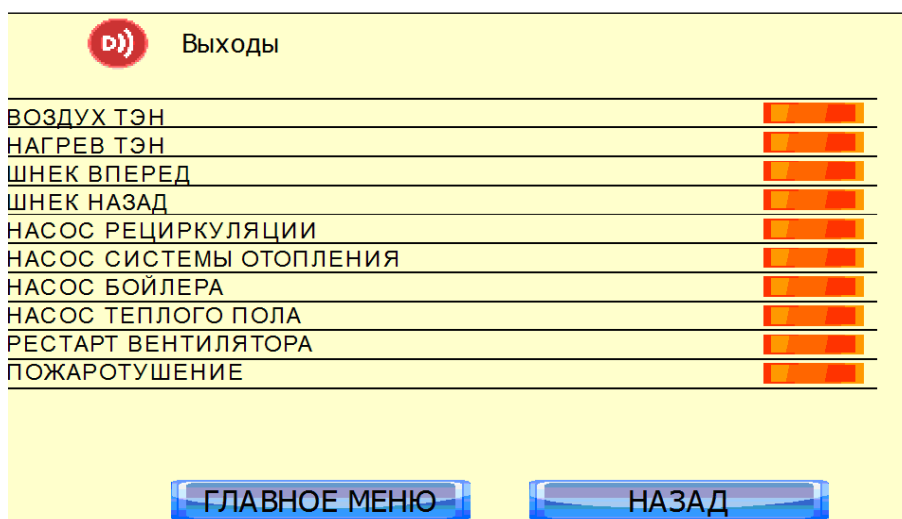 D))
Выходы
ВОЗДУХ ТЭН
НАГРЕВ ТЭН
ШНЕК ВПЕРЕД
ШНЕК НАЗАД
НАСОС РЕЦИРКУЛЯЦИИ
НАСОС СИСТЕМЫ ОТОПЛЕНИЯ
НАСОС БОЙЛЕРА
НАСОС ТЕПЛОГО ПОЛА
РЕСТАРТ ВЕНТИЛЯТОРА
ПОЖАРОТУШЕНИЕ
ГЛАВНОЕ МЕНЮ
НАЗАД